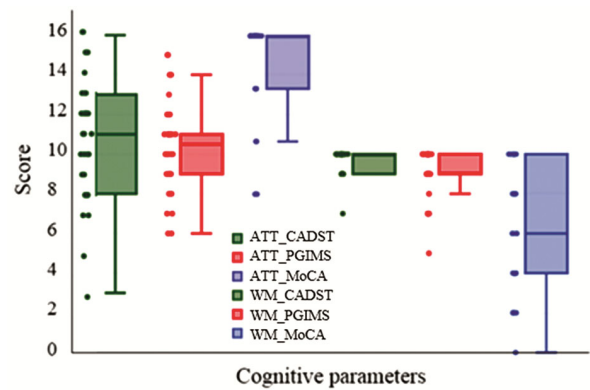 16
14
12
10
8
6
4
2
0
Score
ATT_CADST
ATT_PGIMS
ATT_MoCA
WM_CADST
WM_PGIMS
WM_MoCA
Cognitive parameters